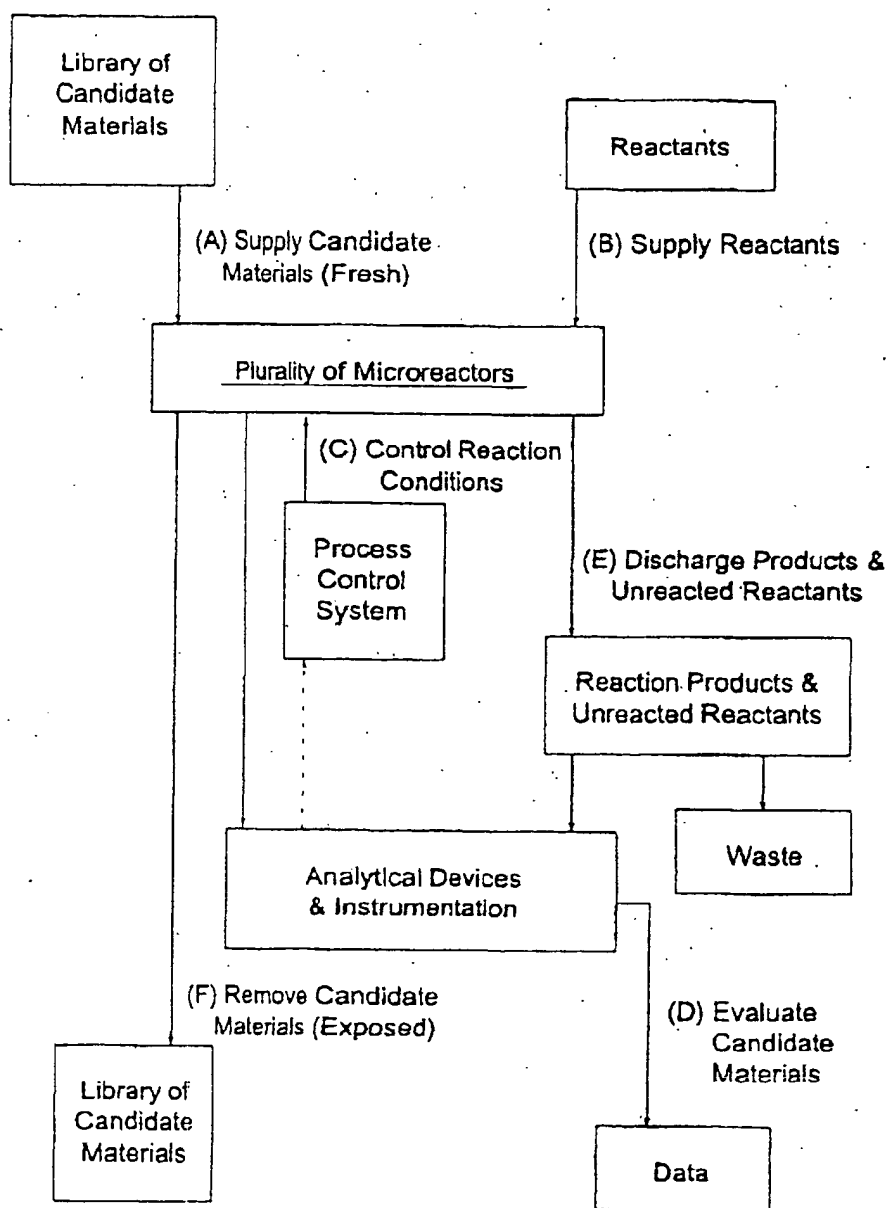 Library of
Candidate
Materials
Reactants
(A) Supply Candidate
Materials (Fresh)
(B) Supply Reactants
Plurality of Microreactors
(C) Control Reaction
Conditions
Process
Control
System
(E) Discharge Products &
Unreacted Reactants
Reaction Products &
Unreacted Reactants
Waste
Analytical Devices
& Instrumentation
(F) Remove Candidate
Materials (Exposed)
(D) Evaluate
Candidate
Materials
Library of
Candidate
Materials
Data